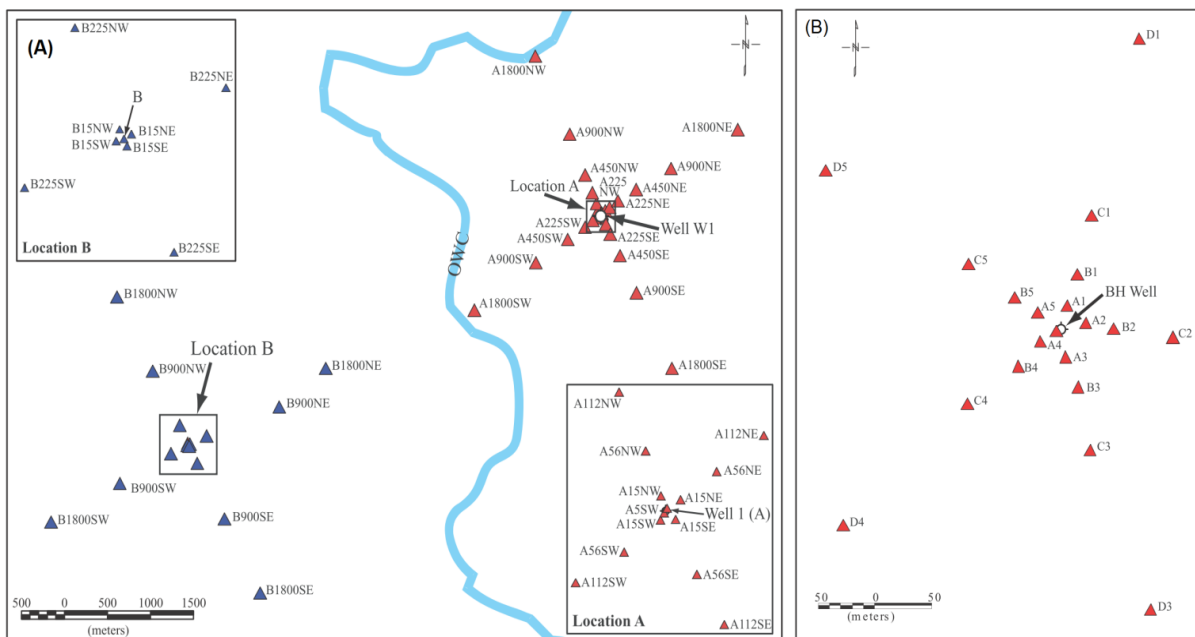 (A)
B225NW
B225NE
B
B15NW
B15NE
B15SW
B15SE
B225SW
B225SE
Location B
N
A1800NW
A1800NE
A900NW
A900NE
A450NW
A225
NW
A450NE
Location A
A225NE
A225SW
Well W1
A450SW
A225SE
A450SE
A900SW
A900SE
A1800SW
A1800SE
OWC
B1800NW
Location B
B900NW
B1800NE
B900NE
B900SW
B1800SW
B900SE
B1800SE
500 0 500 1000 1500
(meters)
A112NW
A112NE
A56NW
A56NE
A15NW
A15NE
A5SW
Well 1 (A)
A15SW
A15SE
A56SW
A56SE
A112SW
A112SE
Location A
(B)
N
D1
D5
C1
C5
B1
B5
BH Well
A5
A1
A2
B2
C2
A4
A3
B4
B3
C4
C3
D4
D3
50 0 50
(meters)